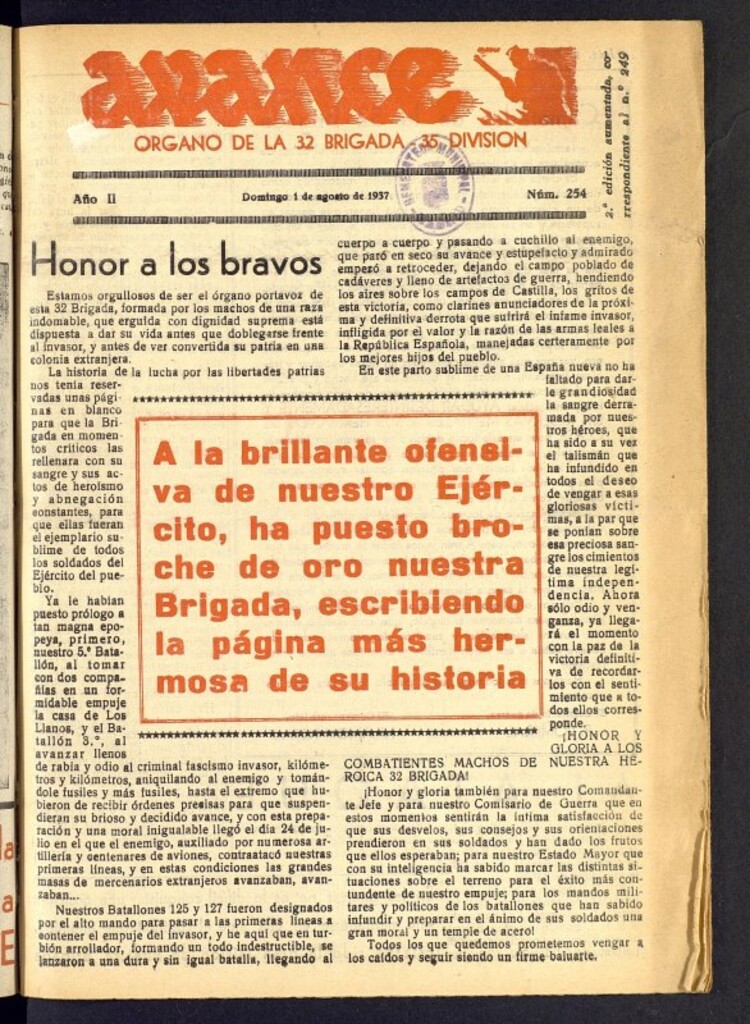 avance
ORGANO DE LA 32 BRIGADA, 35 DIVISION
2.ª edición aumentada, co-
rrespondiente al n.º 249
Año II
Domingo 1 de agosto de 1937
Núm. 254
Honor a los bravos
Estamos orgullosos de ser el órgano portavoz de
esta 32 Brigada, formada por los machos de una raza
indomable, que erguida con dignidad suprema está
dispuesta a dar su vida antes que doblegarse frente
al invasor, y antes de ver convertida su patria en una
colonia extranjera.
La historia de la lucha por las libertades patrias
nos tenía reser-
vadas unas pági-
nas en blanco
para que la Bri-
gada en momen-
tos críticos las
rellenara con su
sangre y sus ac-
tos de heroísmo
y abnegación
constantes, para
que ellas fueran
el ejemplario su-
blime de todos
los soldados del
Ejército del pue-
blo.
Ya le habían
puesto prólogo a
tan magna epo-
peya, primero,
nuestro 5.º Bata-
llón, al tomar
con dos compa-
ñías en un for-
midable empuje
la casa de Los
Llanos, y el Ba-
tallón 3.º, al
avanzar llenos
de rabia y odio al criminal fascismo invasor, kilóme-
tros y kilómetros, aniquilando al enemigo y tomán-
dole fusiles y más fusiles, hasta el extremo que hu-
bieron de recibir órdenes precisas para que suspen-
dieran su brioso y decidido avance, y con esta prepa-
ración y una moral inigualable llegó el día 24 de ju-
lio en el que el enemigo, auxiliado por numerosa ar-
tillería y centenares de aviones, contraatacó nuestras
primeras líneas, y en estas condiciones las grandes
masas de mercenarios extranjeros avanzaban, avan-
zaban...
Nuestros Batallones 125 y 127 fueron designados
por el alto mando para pasar a las primeras líneas a
contener el empuje del invasor, y he aquí que en tur-
bión arrollador, formando un todo indestructible, se
lanzaron a una dura y sin igual batalla, llegando al
cuerpo a cuerpo y pasando a cuchillo al enemigo,
que paró en seco su avance y estupefacto y admirado
empezó a retroceder, dejando el campo poblado de
cadáveres y lleno de artefactos de guerra, hendiendo
los aires sobre los campos de Castilla, los gritos de
esta victoria, como clarines anunciadores de la próxi-
ma y definitiva derrota que sufrirá el infame invasor,
infligida por el valor y la razón de las armas leales a
la República Española, manejadas certeramente por
los mejores hijos del pueblo.
En este parto sublime de una España nueva no ha
faltado para dar-
le grandiosidad
la sangre derra-
mada por nues-
tros héroes, que
ha sido a su vez
el talismán que
ha infundido en
todos el deseo
de vengar a esas
gloriosas vícti-
mas, a la par que
se ponían sobre
esa preciosa san-
gre los cimientos
de nuestra legí-
tima indepen-
dencia. Ahora
sólo odio y ven-
ganza, ya llega-
rá el momento
con la paz de la
victoria definiti-
va de recordar-
los con el senti-
miento que a to-
dos ellos corres-
ponde.
¡HONOR Y
GLORIA A LOS
COMBATIENTES MACHOS DE NUESTRA HE-
ROICA 32 BRIGADA!
¡Honor y gloria también para nuestro Comandan-
te Jefe y para nuestro Comisario de Guerra que en
estos momentos sentirán la íntima satisfacción de
que sus desvelos, sus consejos y sus orientaciones
prendieron en sus soldados y han dado los frutos
que ellos esperaban; para nuestro Estado Mayor que
con su inteligencia ha sabido marcar las distintas si-
tuaciones sobre el terreno para el éxito más con-
tundente de nuestro empuje; para los mandos mili-
tares y políticos de los batallones que han sabido
infundir y preparar en el ánimo de sus soldados una
gran moral y un temple de acero!
Todos los que quedemos prometemos vengar a
los caídos y seguir siendo un firme baluarte.
A la brillante ofensi-
va de nuestro Ejér-
cito, ha puesto bro-
che de oro nuestra
Brigada, escribiendo
la página más her-
mosa de su historia